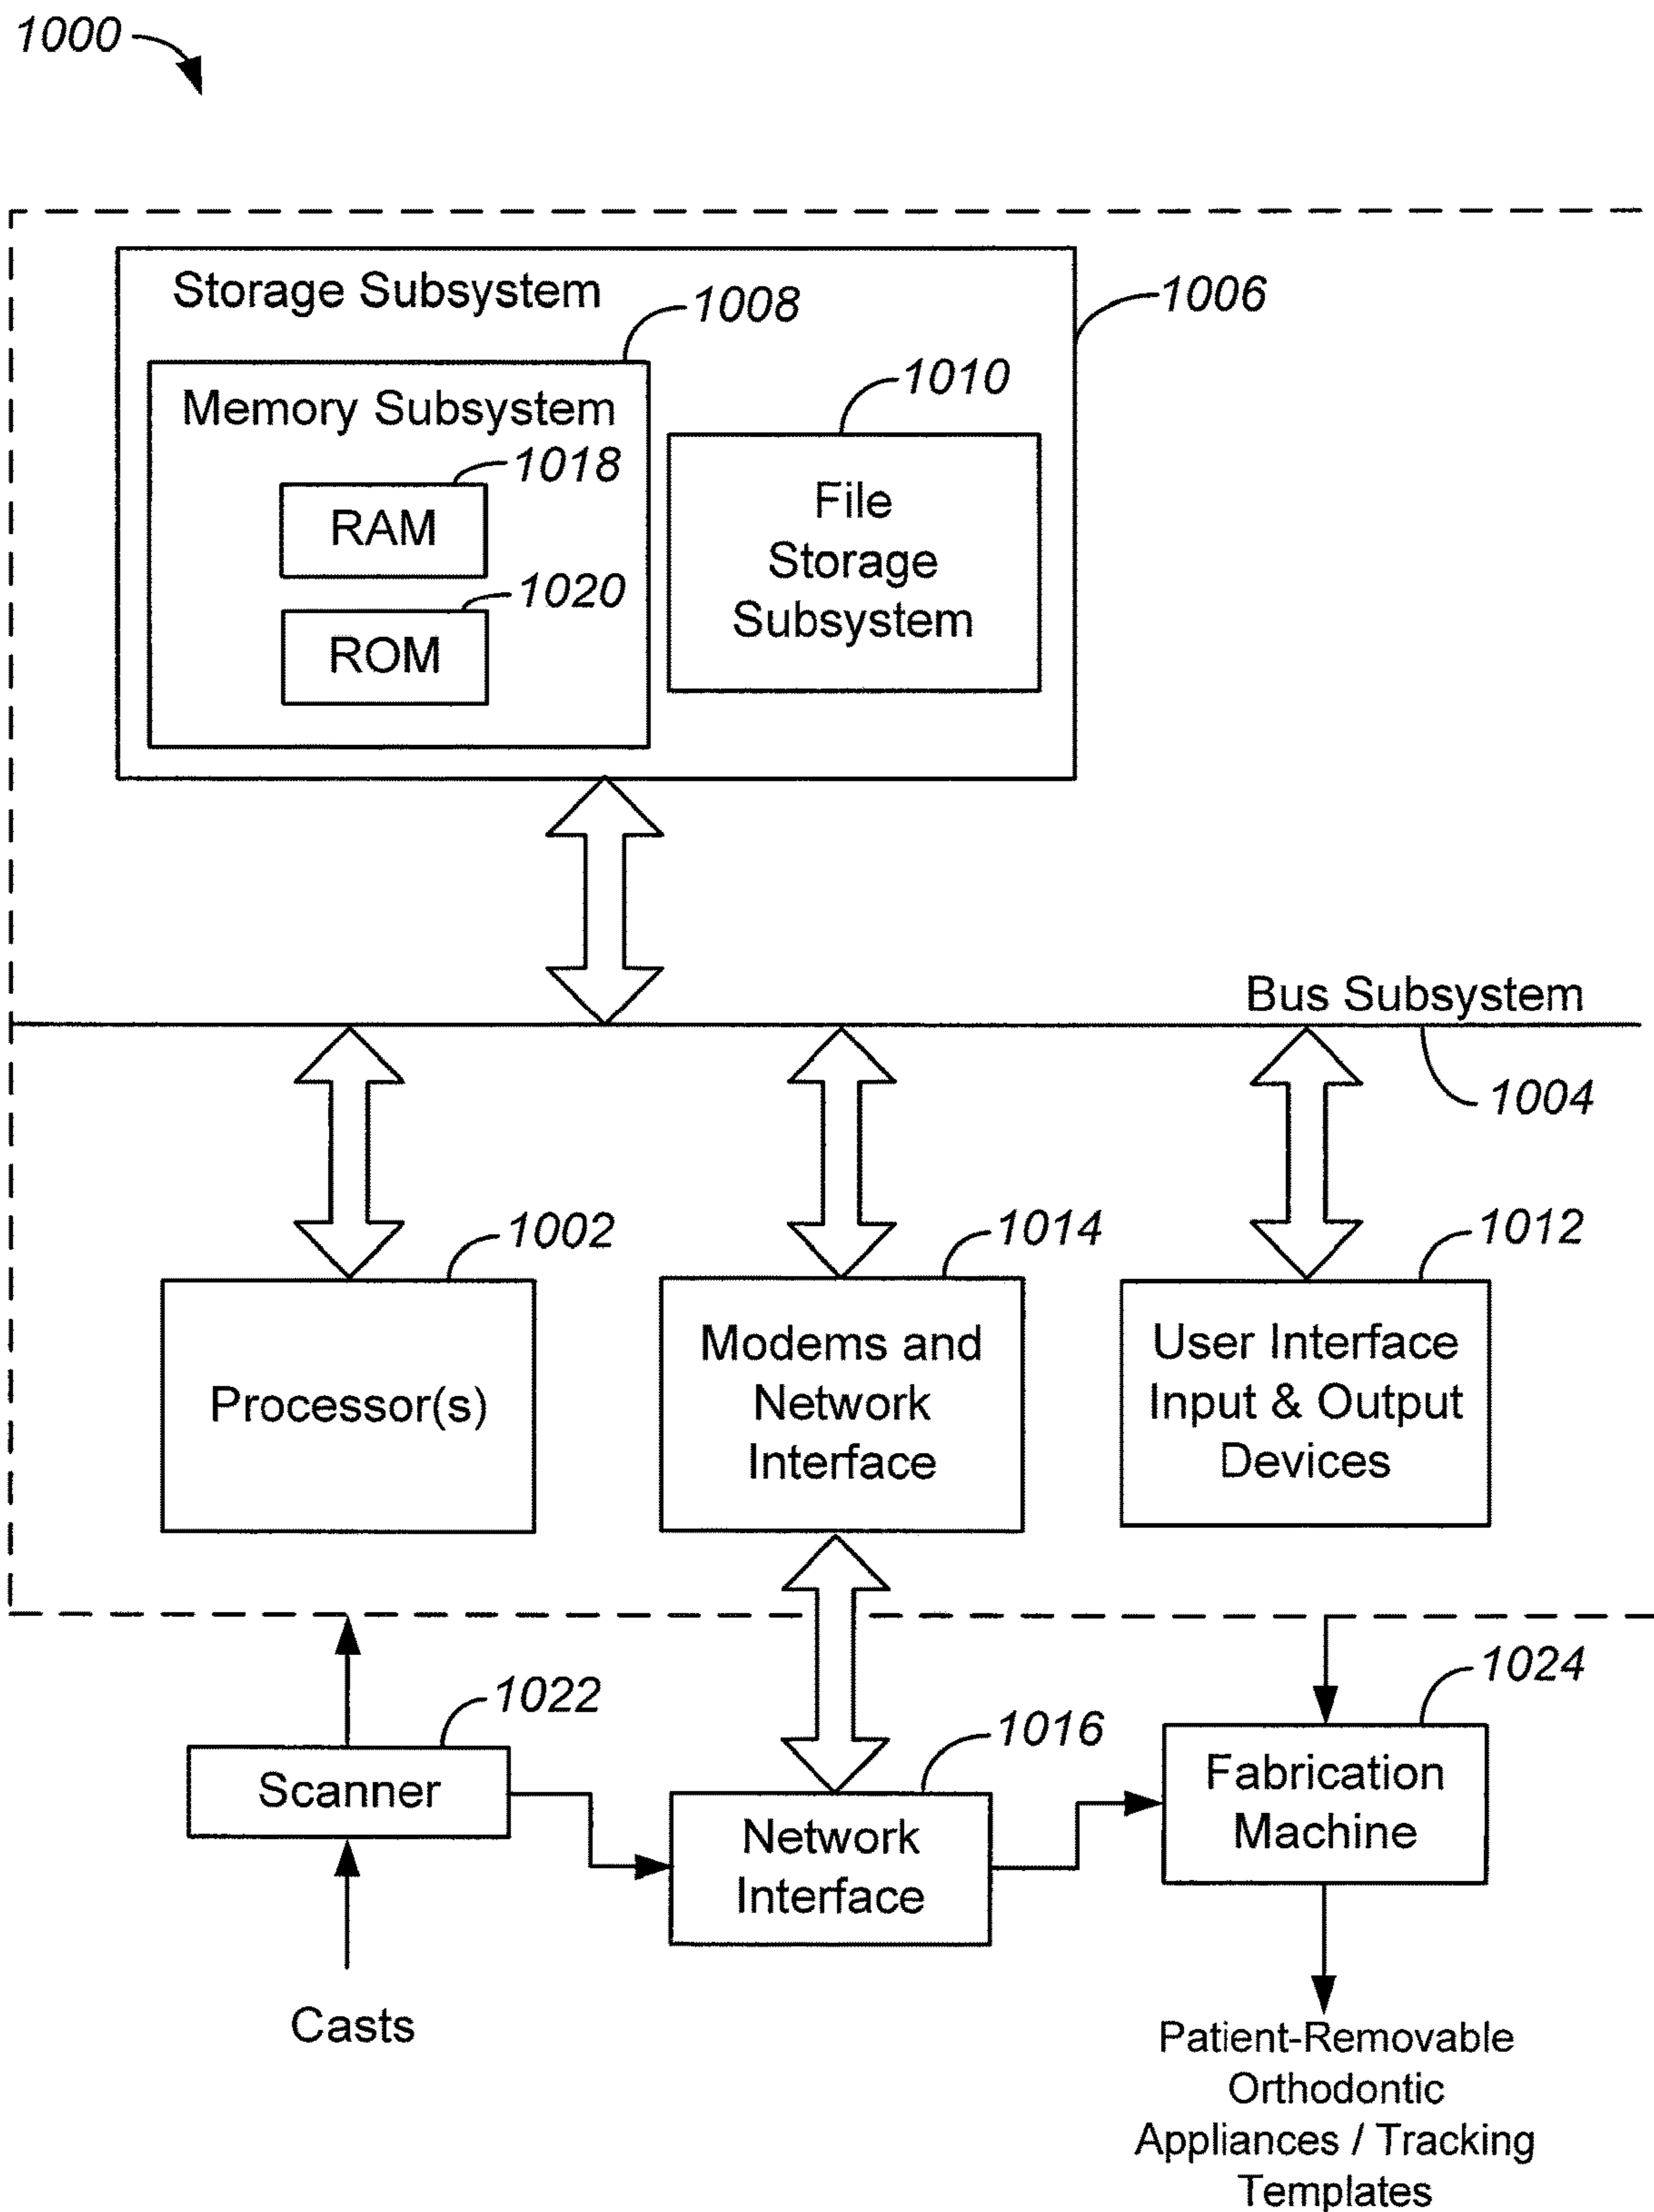 1000
Storage Subsystem
1008
1006
Memory Subsystem
1010
1018
RAM
File
Storage
Subsystem
1020
ROM
Bus Subsystem
1004
1002
1014
1012
Processor(s)
Modems and
Network
Interface
User Interface
Input & Output
Devices
1022
1016
1024
Scanner
Network
Interface
Fabrication
Machine
Casts
Patient-Removable
Orthodontic
Appliances / Tracking
Templates